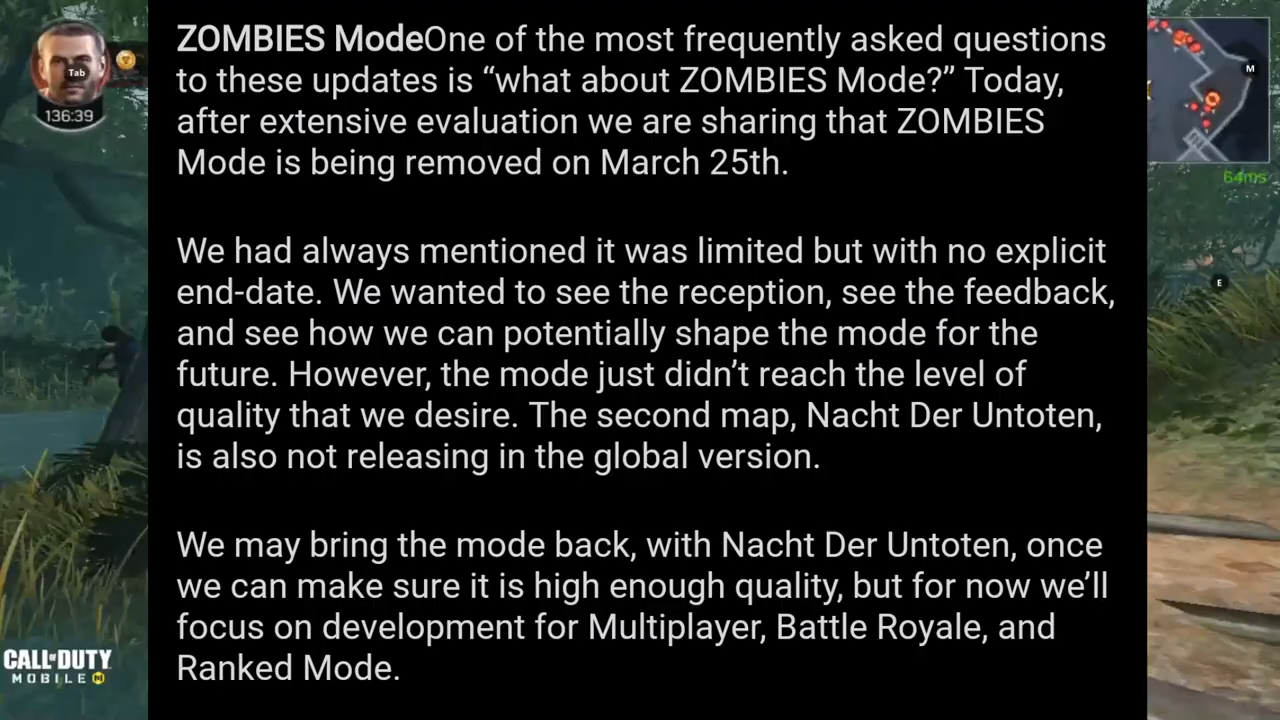 Tab
136:39
ZOMBIES ModeOne of the most frequently asked questions
to these updates is “what about ZOMBIES Mode?” Today,
after extensive evaluation we are sharing that ZOMBIES
Mode is being removed on March 25th.
We had always mentioned it was limited but with no explicit
end-date. We wanted to see the reception, see the feedback,
and see how we can potentially shape the mode for the
future. However, the mode just didn’t reach the level of
quality that we desire. The second map, Nacht Der Untoten,
is also not releasing in the global version.
We may bring the mode back, with Nacht Der Untoten, once
we can make sure it is high enough quality, but for now we’ll
focus on development for Multiplayer, Battle Royale, and
Ranked Mode.
M
64ms
E
CALL OF DUTY
MOBILE M